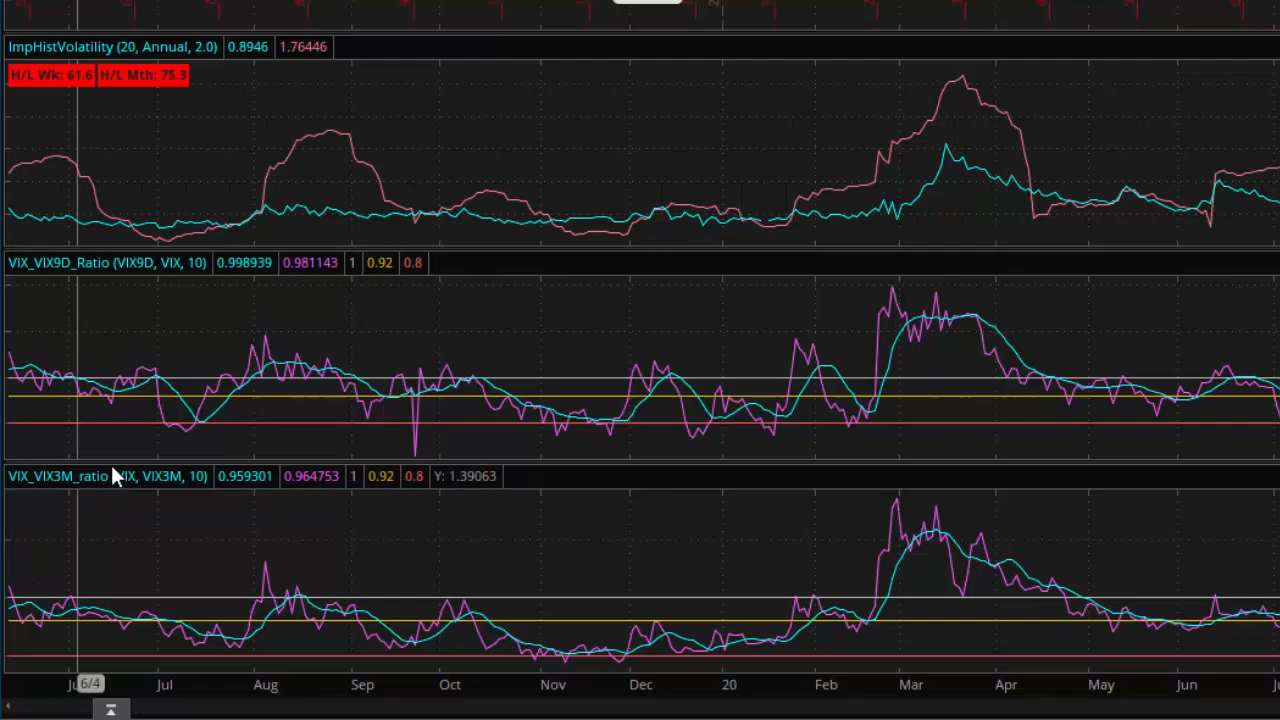 ImpHistVolatility (20, Annual, 2.0) 0.8946 1.76446
H/L Wk: 61.6 H/L Mth: 75.3
VIX_VIX9D_Ratio (VIX9D, VIX, 10) 0.998939 0.981143 1 0.92 0.8
VIX_VIX3M_ratio VIX3M, 10) 0.959301 0.964753 1 0.92 0.8 Y: 1.39063
6/4 Jul Aug Sep Oct Nov Dec 20 Feb Mar Apr May Jun